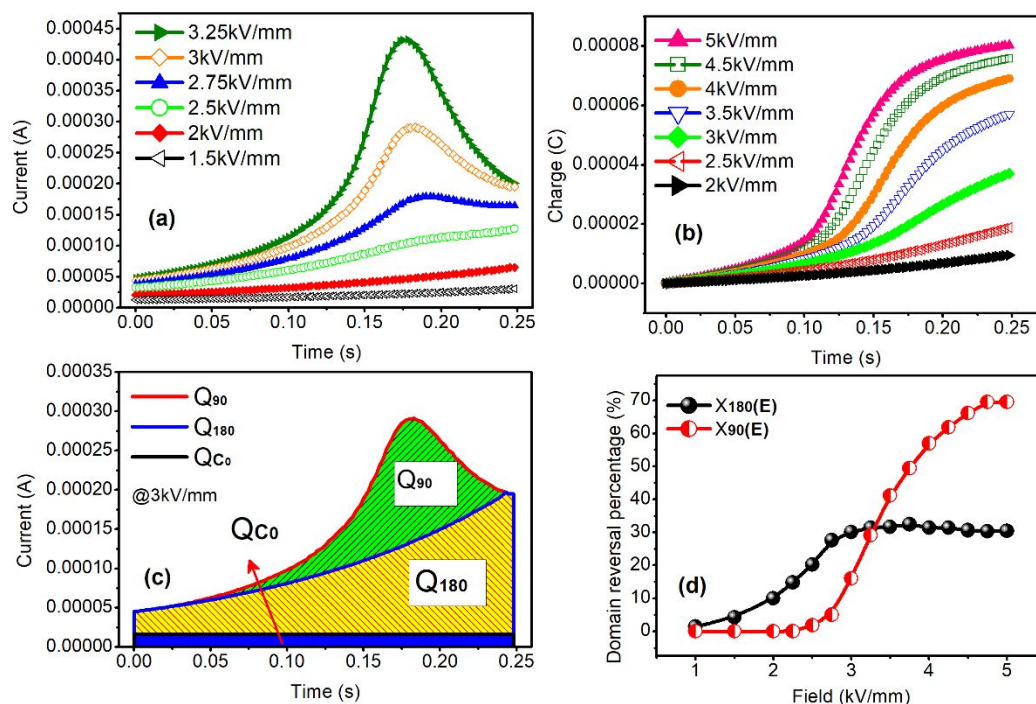 0.00045
0.00040
0.00035
0.00030
0.00025
0.00020
0.00015
0.00010
0.00005
0.00000
Current (A)
3.25kV/mm
3kV/mm
2.75kV/mm
2.5kV/mm
2kV/mm
1.5kV/mm
(a)
0.00 0.05 0.10 0.15 0.20 0.25
Time (s)
0.00008
0.00006
0.00004
0.00002
0.00000
Charge (C)
5kV/mm
4.5kV/mm
4kV/mm
3.5kV/mm
3kV/mm
2.5kV/mm
2kV/mm
(b)
0.00 0.05 0.10 0.15 0.20 0.25
Time (s)
0.00035
0.00030
0.00025
0.00020
0.00015
0.00010
0.00005
0.00000
Current (A)
Q90
Q180
QC0
@3kV/mm
Q90
QC0
(c)
Q180
0.00 0.05 0.10 0.15 0.20 0.25
Time (s)
70
60
50
40
30
20
10
0
Domain reversal percentage (%)
X180(E)
X90(E)
(d)
1 2 3 4 5
Field (kV/mm)